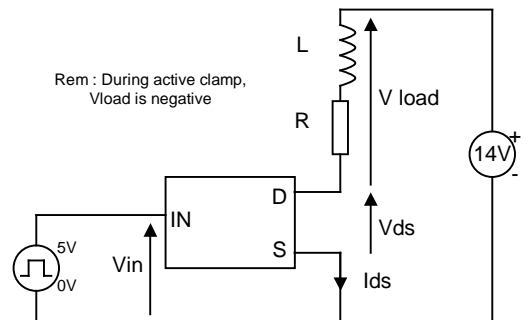 L
Rem : During active clamp,
Vload is negative
V load
R
14V
+
-
D
IN
Vds
S
5V
0V
Vin
Ids